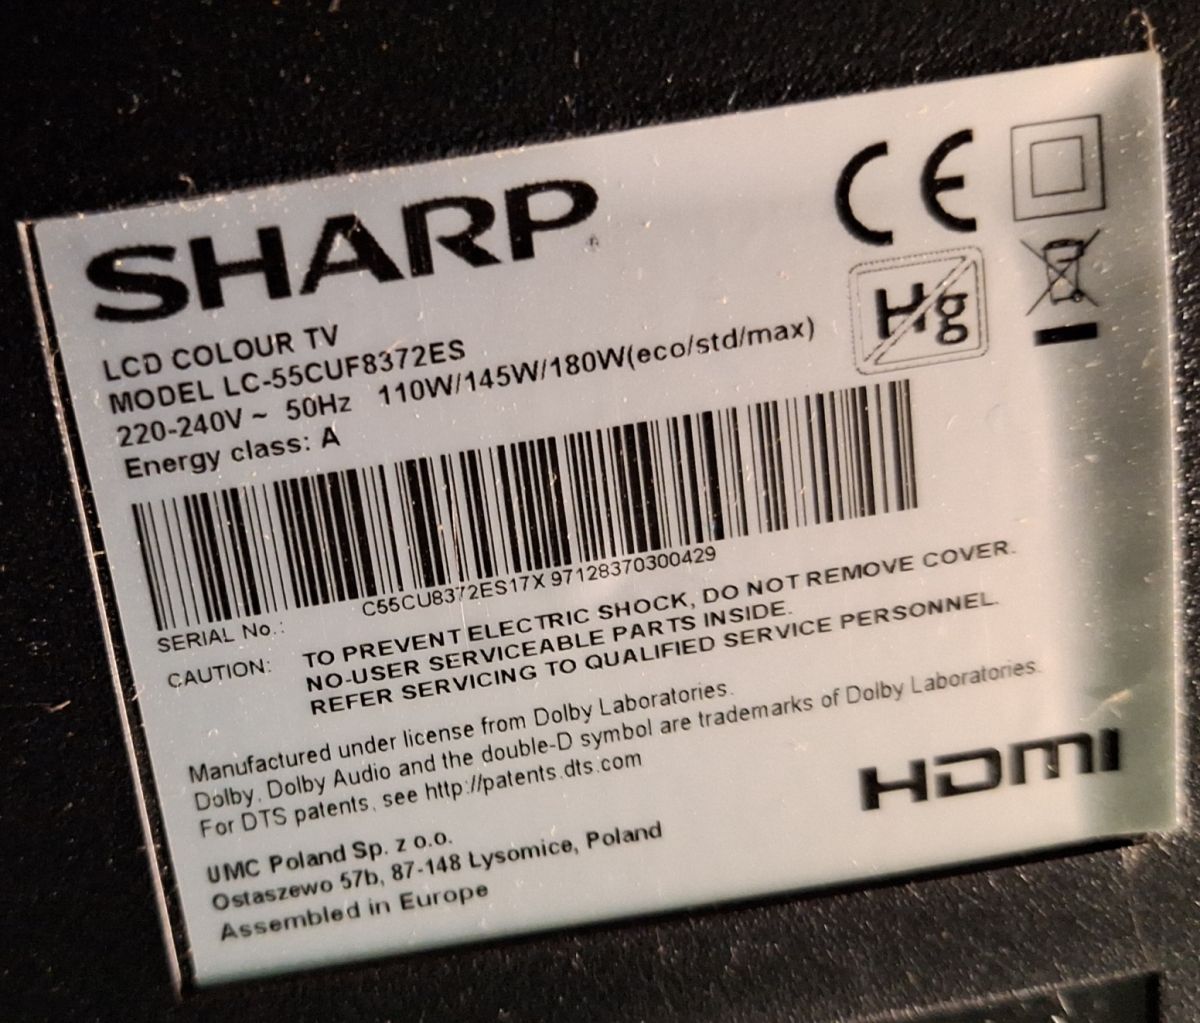 SHARP
CE
LCD COLOUR TV
MODEL LC-55CUF8372ES
220-240V ~ 50Hz 110W/145W/180W(eco/std/max)
Energy class: A
Hg
C55CU8372ES17X 97128370300429
SERIAL No.:
CAUTION: TO PREVENT ELECTRIC SHOCK, DO NOT REMOVE COVER.
NO-USER SERVICEABLE PARTS INSIDE.
REFER SERVICING TO QUALIFIED SERVICE PERSONNEL.
Manufactured under license from Dolby Laboratories.
Dolby, Dolby Audio and the double-D symbol are trademarks of Dolby Laboratories.
For DTS patents, see http://patents.dts.com
HDMI
UMC Poland Sp. z o.o.
Ostaszewo 57b, 87-148 Lysomice, Poland
Assembled in Europe